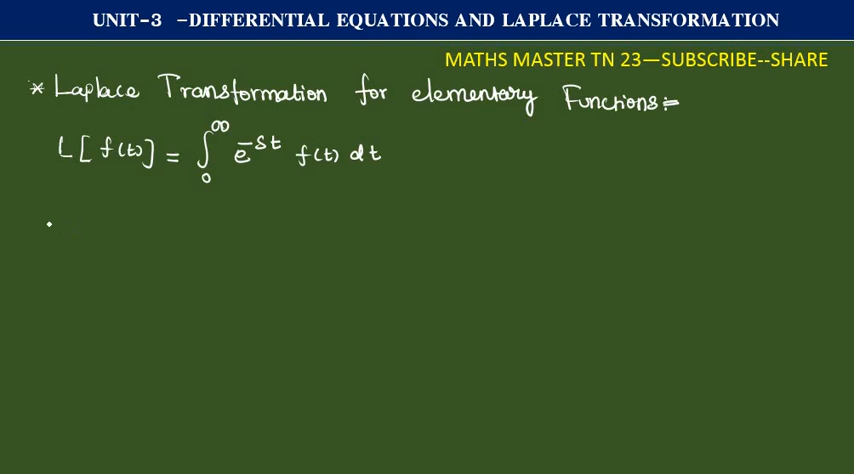 UNIT-3 -DIFFERENTIAL EQUATIONS AND LAPLACE TRANSFORMATION
MATHS MASTER TN 23—SUBSCRIBE--SHARE
* Laplace Transformation for elementary Functions:-
L[f(t)] = ∫₀^∞ e^-st f(t) dt